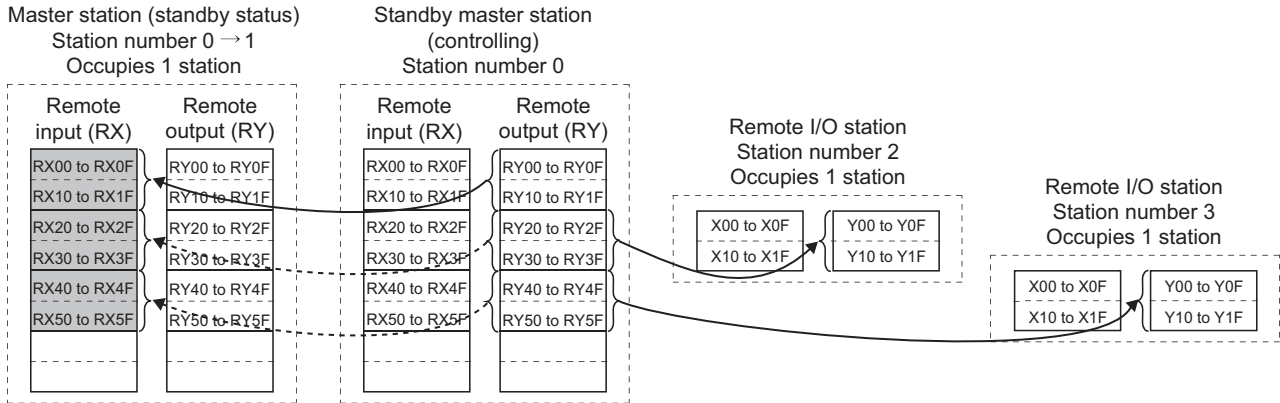 Master station (standby status)
Station number 0 → 1
Occupies 1 station
Remote
input (RX)
Remote
output (RY)
RX00 to RX0F
RX10 to RX1F
RX20 to RX2F
RX30 to RX3F
RX40 to RX4F
RX50 to RX5F
RY00 to RY0F
RY10 to RY1F
RY20 to RY2F
RY30 to RY3F
RY40 to RY4F
RY50 to RY5F
Standby master station
(controlling)
Station number 0
Remote
input (RX)
Remote
output (RY)
RX00 to RX0F
RX10 to RX1F
RX20 to RX2F
RX30 to RX3F
RX40 to RX4F
RX50 to RX5F
RY00 to RY0F
RY10 to RY1F
RY20 to RY2F
RY30 to RY3F
RY40 to RY4F
RY50 to RY5F
Remote I/O station
Station number 2
Occupies 1 station
X00 to X0F
X10 to X1F
Y00 to Y0F
Y10 to Y1F
Remote I/O station
Station number 3
Occupies 1 station
X00 to X0F
X10 to X1F
Y00 to Y0F
Y10 to Y1F